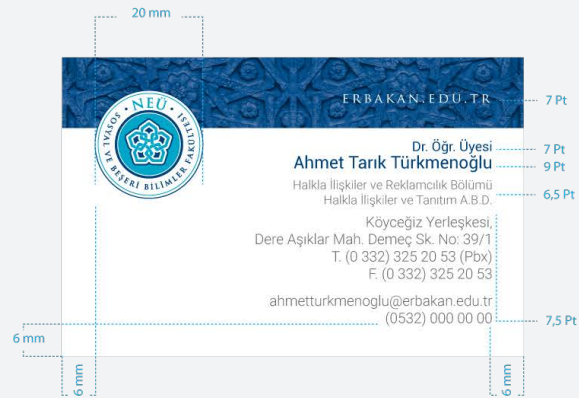 20 mm
ERBAKAN.EDU.TR
7 Pt
NEÜ
SOSYAL VE BEŞERİ BİLİMLER FAKÜLTESİ
Dr. Öğr. Üyesi
7 Pt
Ahmet Tarık Türkmenoğlu
9 Pt
Halkla İlişkiler ve Reklamcılık Bölümü
Halkla İlişkiler ve Tanıtım A.B.D.
6,5 Pt
Köyceğiz Yerleşkesi,
Dere Aşıklar Mah. Demeç Sk. No: 39/1
T. (0 332) 325 20 53 (Pbx)
F. (0 332) 325 20 53
ahmetturkmenoglu@erbakan.edu.tr
(0532) 000 00 00
7,5 Pt
6 mm
6 mm
6 mm